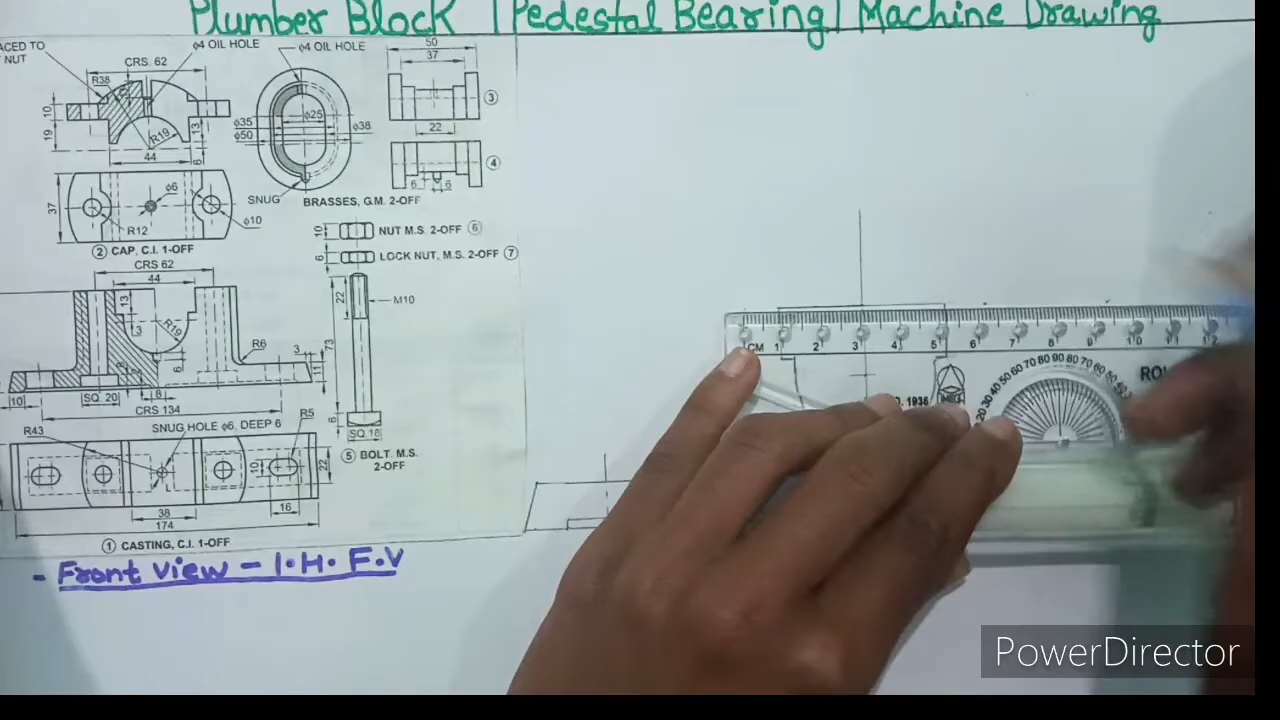 Plumber Block | Pedestal Bearing | Machine Drawing
ACED TO
NUT
ϕ4 OIL HOLE
ϕ4 OIL HOLE
CRS. 62
R38
10
19
R19
13
44
6
37
ϕ6
R12
ϕ10
② CAP, C.I. 1-OFF
ϕ35
ϕ50
ϕ25
ϕ38
SNUG
BRASSES, G.M. 2-OFF
50
37
③
22
④
6
6
10
NUT M.S. 2-OFF ⑥
6
LOCK NUT, M.S. 2-OFF ⑦
22
M10
73
6
SQ 18
⑤ BOLT. M.S.
2-OFF
CRS 62
44
13
3
R19
R6
3
11
6
10
SQ. 20
8
CRS 134
R43
SNUG HOLE ϕ6, DEEP 6
R5
10
22
38
16
174
① CASTING, C.I. 1-OFF
- Front view - I.H. F.V
CM 1 2 3 4 5 6 7 8 9 10 11 12
1936
PowerDirector